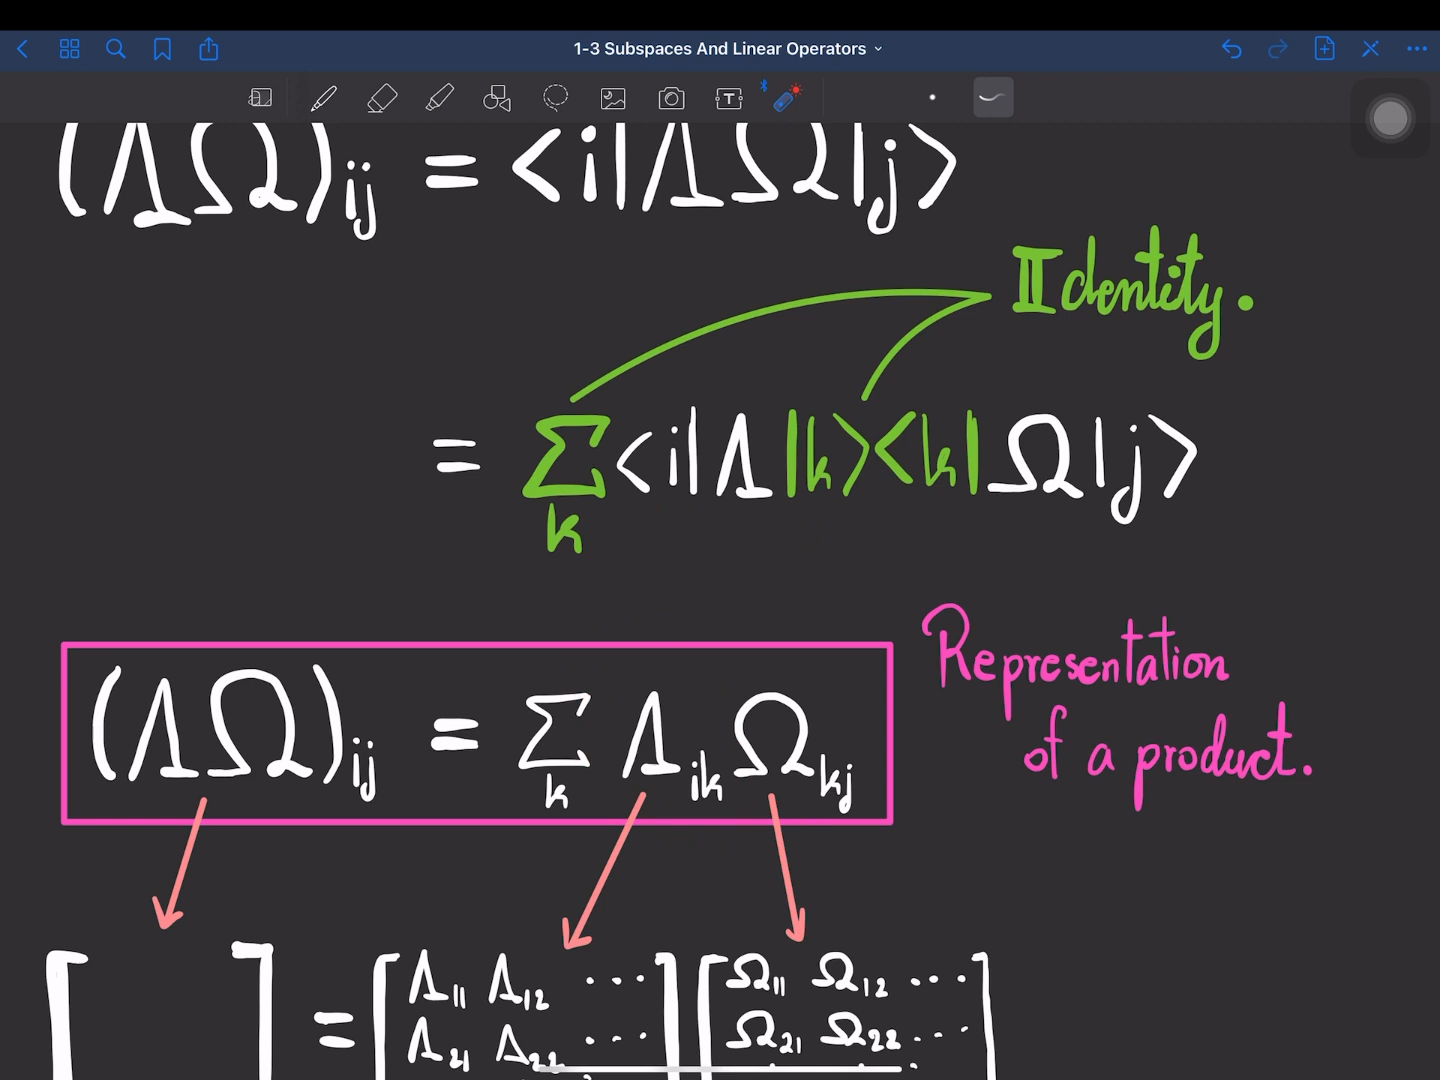 1-3 Subspaces And Linear Operators
(ΛΩ)ij = <i|ΛΩ|j>
𝕀dentity.
= Σk <i|Λ|k><k|Ω|j>
Representation
of a product.
(ΛΩ)ij = Σk Λik Ωkj
[ ] = [Λ11 Λ12 ··· ] [Ω11 Ω12 ··· ]
Λ21 Λ22 ··· Ω21 Ω22 ···